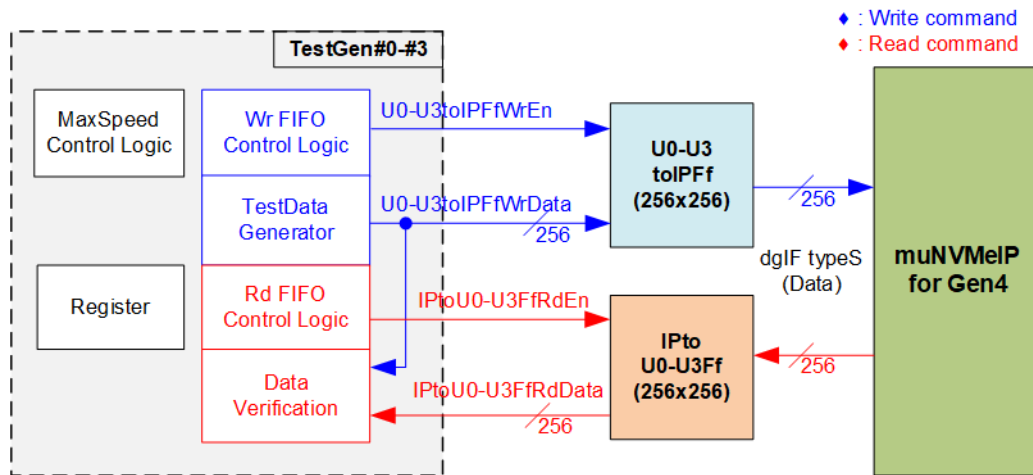 ♦ : Write command
♦ : Read command
TestGen#0-#3
MaxSpeed
Control Logic
Wr FIFO
Control Logic
U0-U3toIPFfWrEn
TestData
Generator
U0-U3toIPFfWrData
256
U0-U3
toIPFf
(256x256)
256
dgIF typeS
(Data)
muNVMeIP
for Gen4
Register
Rd FIFO
Control Logic
IPtoU0-U3FfRdEn
Data
Verification
IPtoU0-U3FfRdData
256
IPto
U0-U3Ff
(256x256)
256